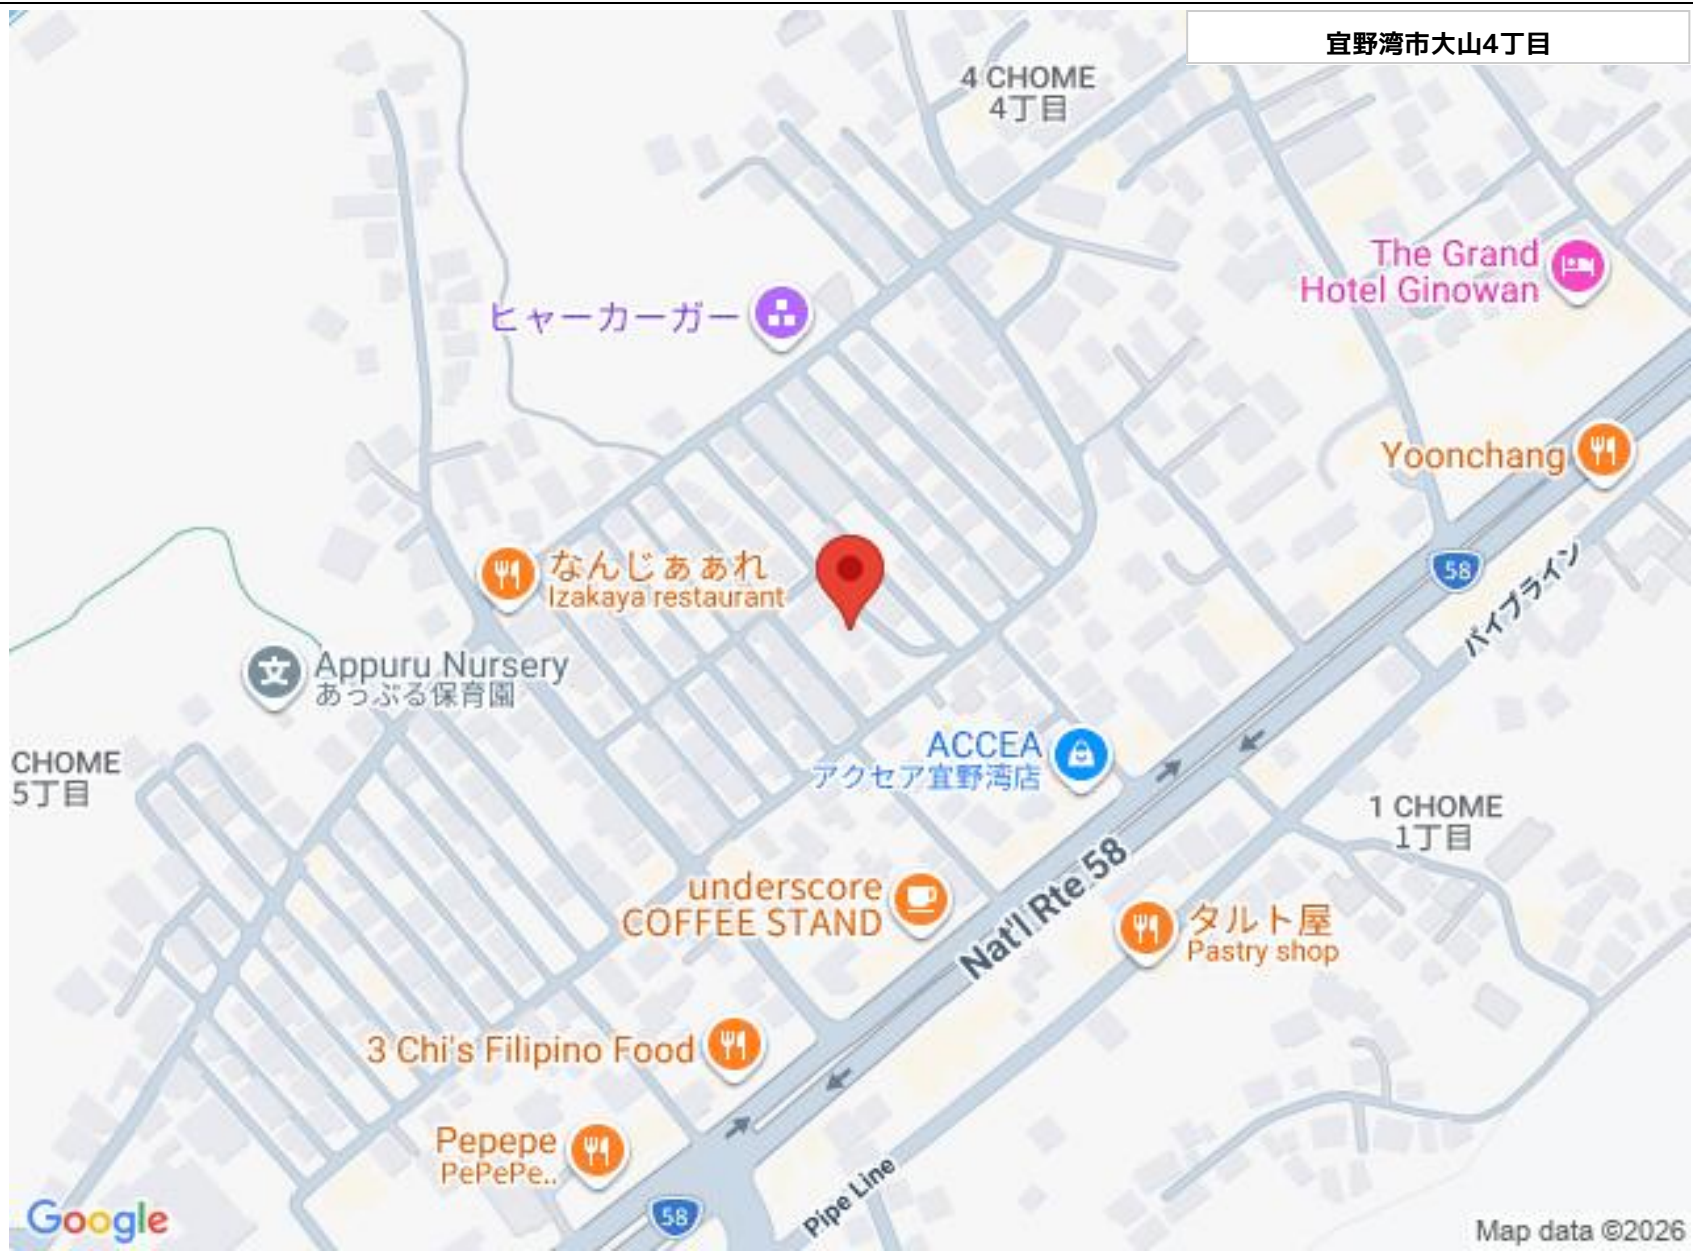 宜野湾市大山4丁目
4 CHOME
4丁目
The Grand
Hotel Ginowan
ヒャーカーガー
Yoonchang
58
パイプライン
なんじぁぁれ
Izakaya restaurant
Appuru Nursery
あっぷる保育園
文
CHOME
5丁目
ACCEA
アクセア宜野湾店
1 CHOME
1丁目
underscore
COFFEE STAND
Nat'l Rte 58
タルト屋
Pastry shop
3 Chi's Filipino Food
Pepepe
PePePe..
58
Pipe Line
Google
Map data ©2026